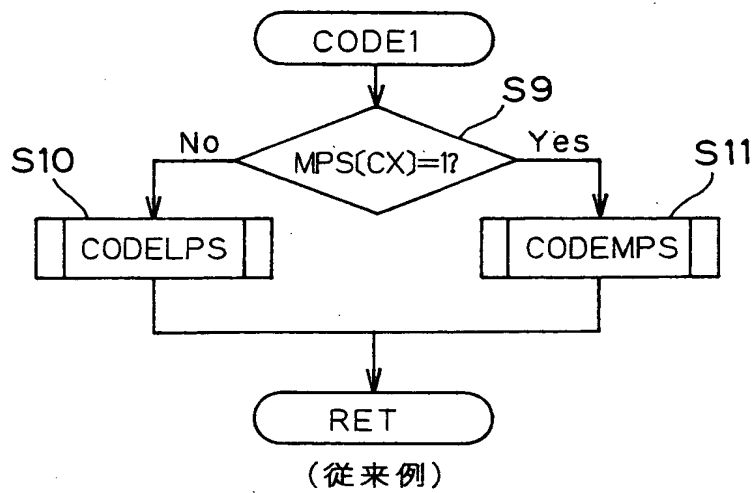 CODE1
S9
No
Yes
S10
MPS(CX)=1?
S11
CODELPS
CODEMPS
RET
(従来例)